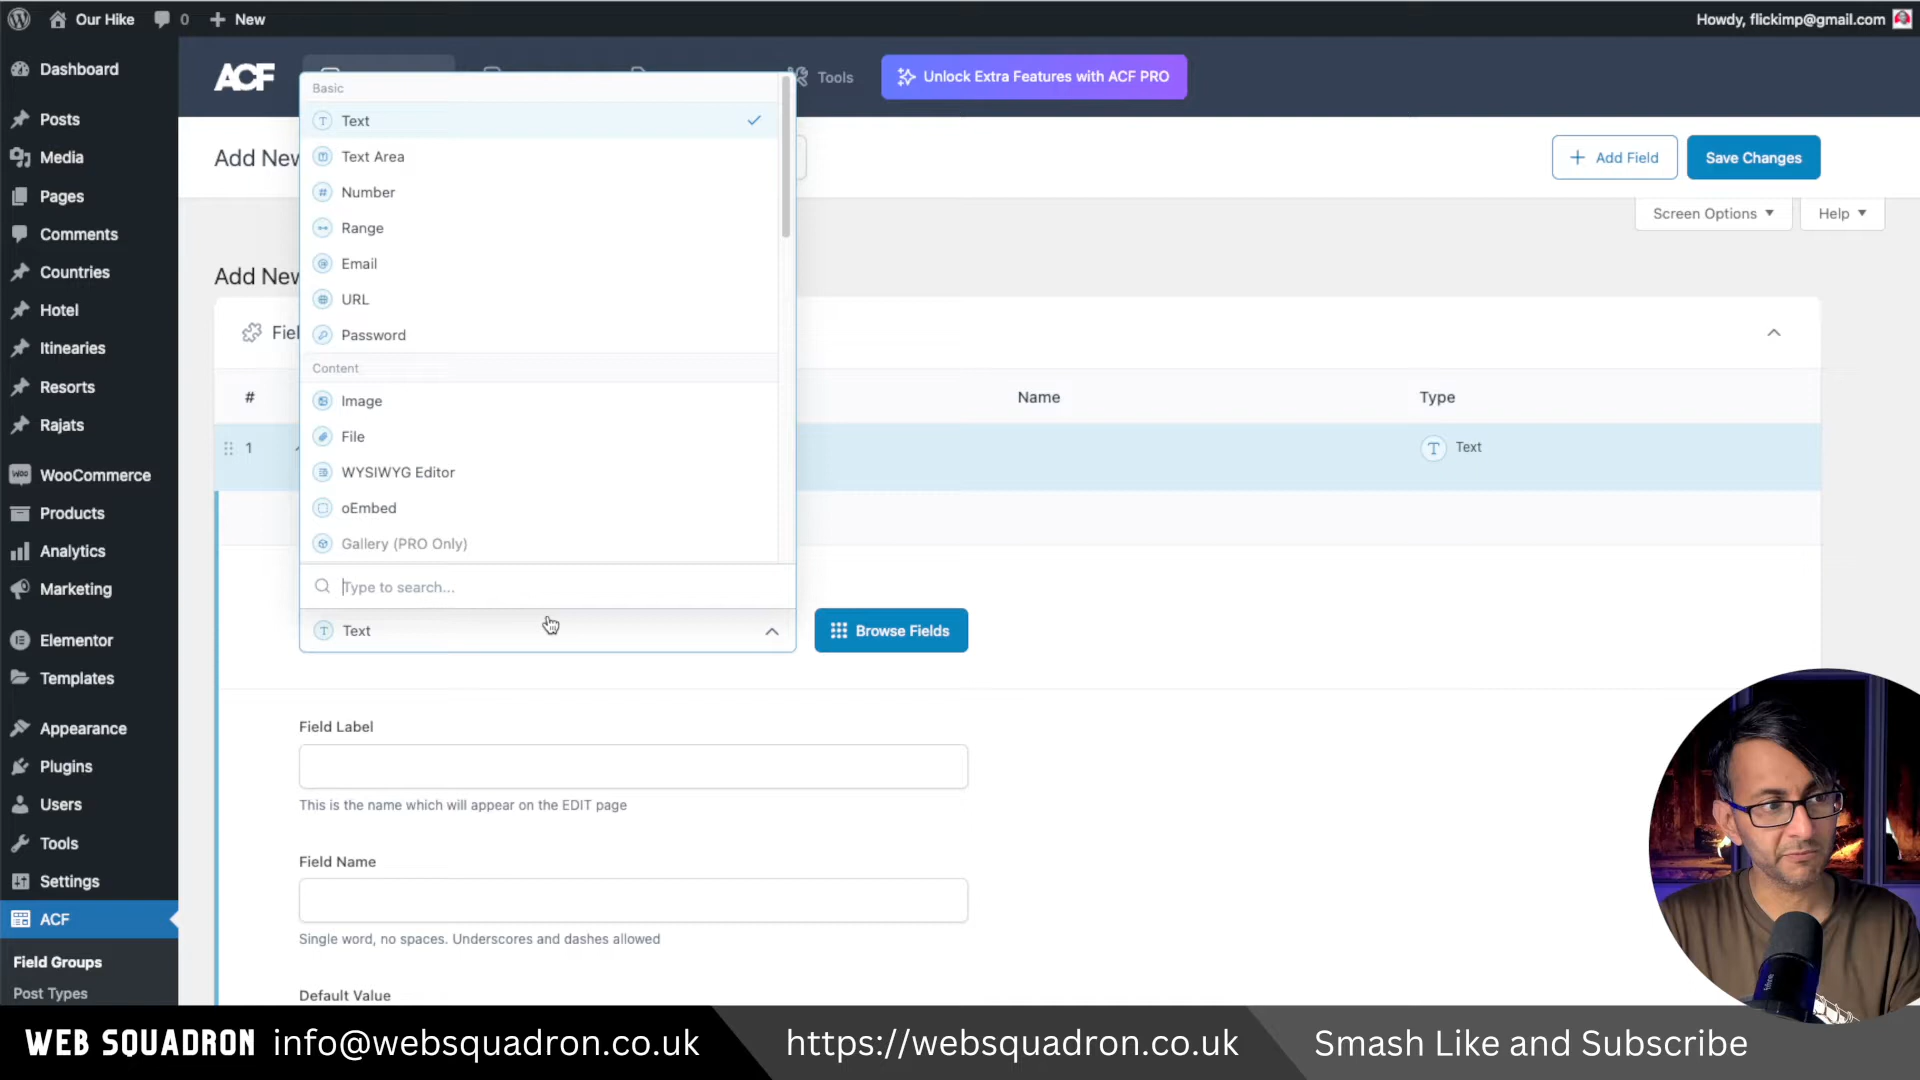 Our Hike
0
New
Howdy, flickimp@gmail.com
Dashboard
Posts
Media
Pages
Comments
Countries
Hotel
Itinearies
Resorts
Rajats
WooCommerce
Products
Analytics
Marketing
Elementor
Templates
Appearance
Plugins
Users
Tools
Settings
ACF
Field Groups
Post Types
ACF
Tools
Unlock Extra Features with ACF PRO
Add New
Add Field
Save Changes
Screen Options
Help
Add New
Basic
Text
Text Area
Number
Range
Email
URL
Password
Content
Image
File
WYSIWYG Editor
oEmbed
Gallery (PRO Only)
Type to search...
Text
Browse Fields
# Name Type
1 Text
Field Label
This is the name which will appear on the EDIT page
Field Name
Single word, no spaces. Underscores and dashes allowed
Default Value
WEB SQUADRON info@websquadron.co.uk https://websquadron.co.uk Smash Like and Subscribe